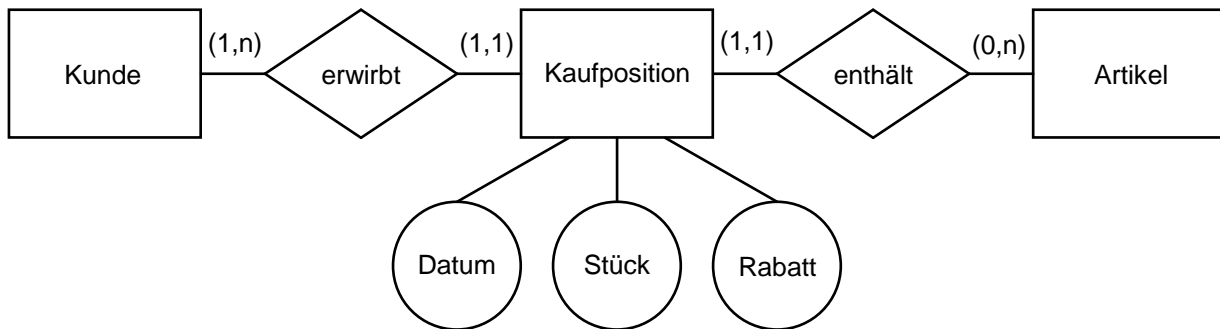 (1,n)
(1,1)
(1,1)
(0,n)
Kunde
erwirbt
Kaufposition
enthält
Artikel
Datum
Stück
Rabatt